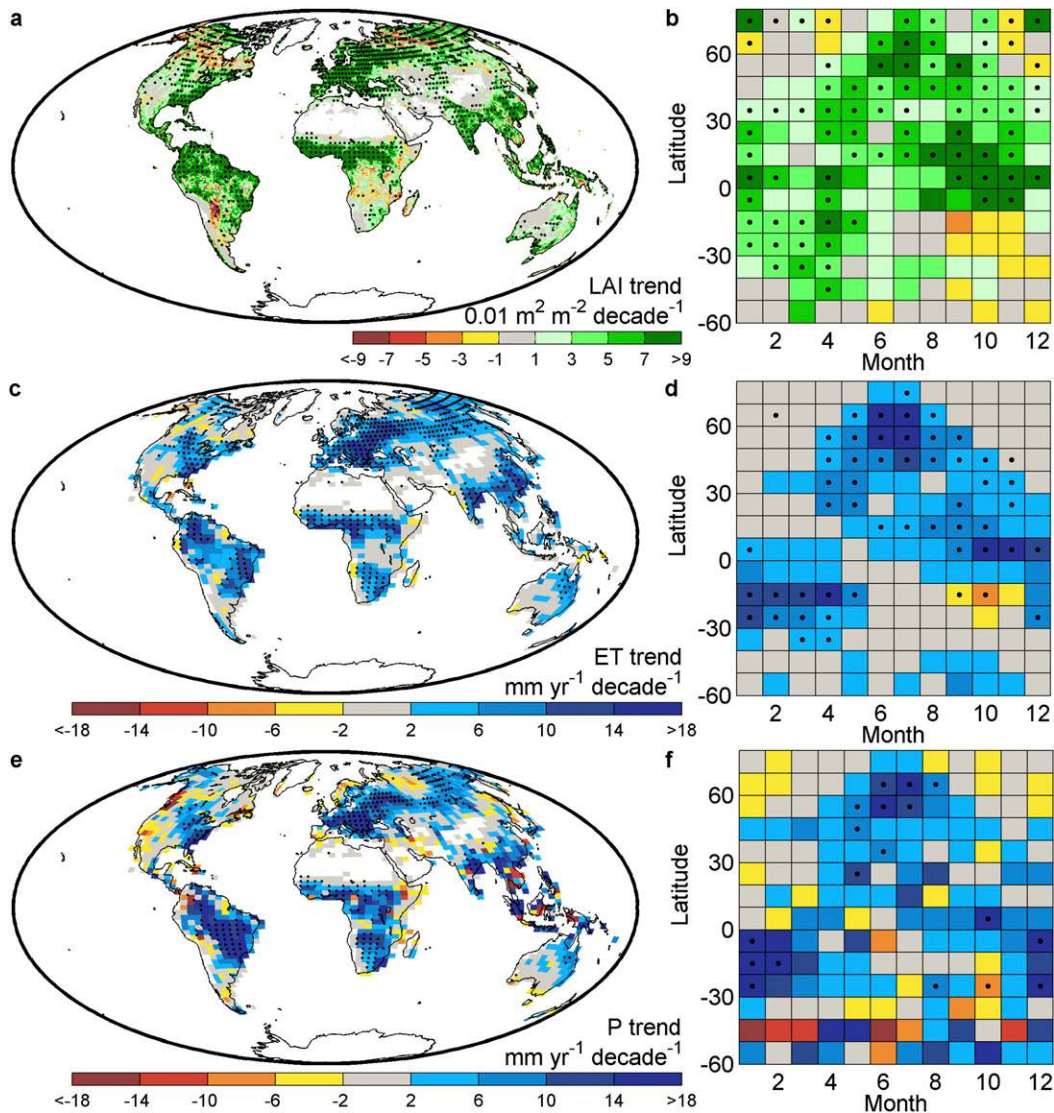 a
LAI trend
0.01 m² m⁻² decade⁻¹
<-9 -7 -5 -3 -1 1 3 5 7 >9
b
Latitude
60
30
0
-30
-60
2 4 6 8 10 12
Month
c
ET trend
mm yr⁻¹ decade⁻¹
<-18 -14 -10 -6 -2 2 6 10 14 >18
d
Latitude
60
30
0
-30
-60
2 4 6 8 10 12
Month
e
P trend
mm yr⁻¹ decade⁻¹
<-18 -14 -10 -6 -2 2 6 10 14 >18
f
Latitude
60
30
0
-30
-60
2 4 6 8 10 12
Month